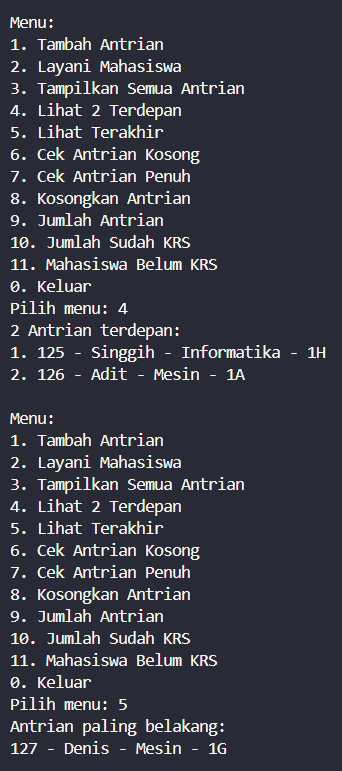 Menu:
1. Tambah Antrian
2. Layani Mahasiswa
3. Tampilkan Semua Antrian
4. Lihat 2 Terdepan
5. Lihat Terakhir
6. Cek Antrian Kosong
7. Cek Antrian Penuh
8. Kosongkan Antrian
9. Jumlah Antrian
10. Jumlah Sudah KRS
11. Mahasiswa Belum KRS
0. Keluar
Pilih menu: 4
2 Antrian terdepan:
1. 125 - Singgih - Informatika - 1H
2. 126 - Adit - Mesin - 1A

Menu:
1. Tambah Antrian
2. Layani Mahasiswa
3. Tampilkan Semua Antrian
4. Lihat 2 Terdepan
5. Lihat Terakhir
6. Cek Antrian Kosong
7. Cek Antrian Penuh
8. Kosongkan Antrian
9. Jumlah Antrian
10. Jumlah Sudah KRS
11. Mahasiswa Belum KRS
0. Keluar
Pilih menu: 5
Antrian paling belakang:
127 - Denis - Mesin - 1G